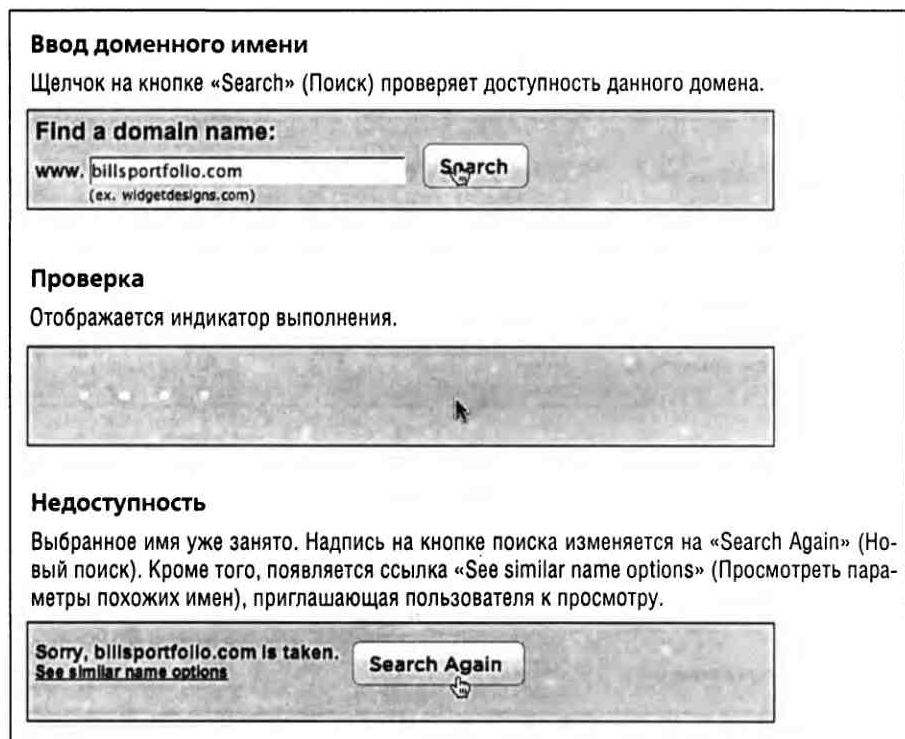 Ввод доменного имени
Щелчок на кнопке «Search» (Поиск) проверяет доступность данного домена.
Find a domain name:
www. billsportfolio.com Search
(ex. widgetdesigns.com)
Проверка
Отображается индикатор выполнения.
Недоступность
Выбранное имя уже занято. Надпись на кнопке поиска изменяется на «Search Again» (Но-
вый поиск). Кроме того, появляется ссылка «See similar name options» (Просмотреть пара-
метры похожих имен), приглашающая пользователя к просмотру.
Sorry, billsportfolio.com is taken. Search Again
See similar name options